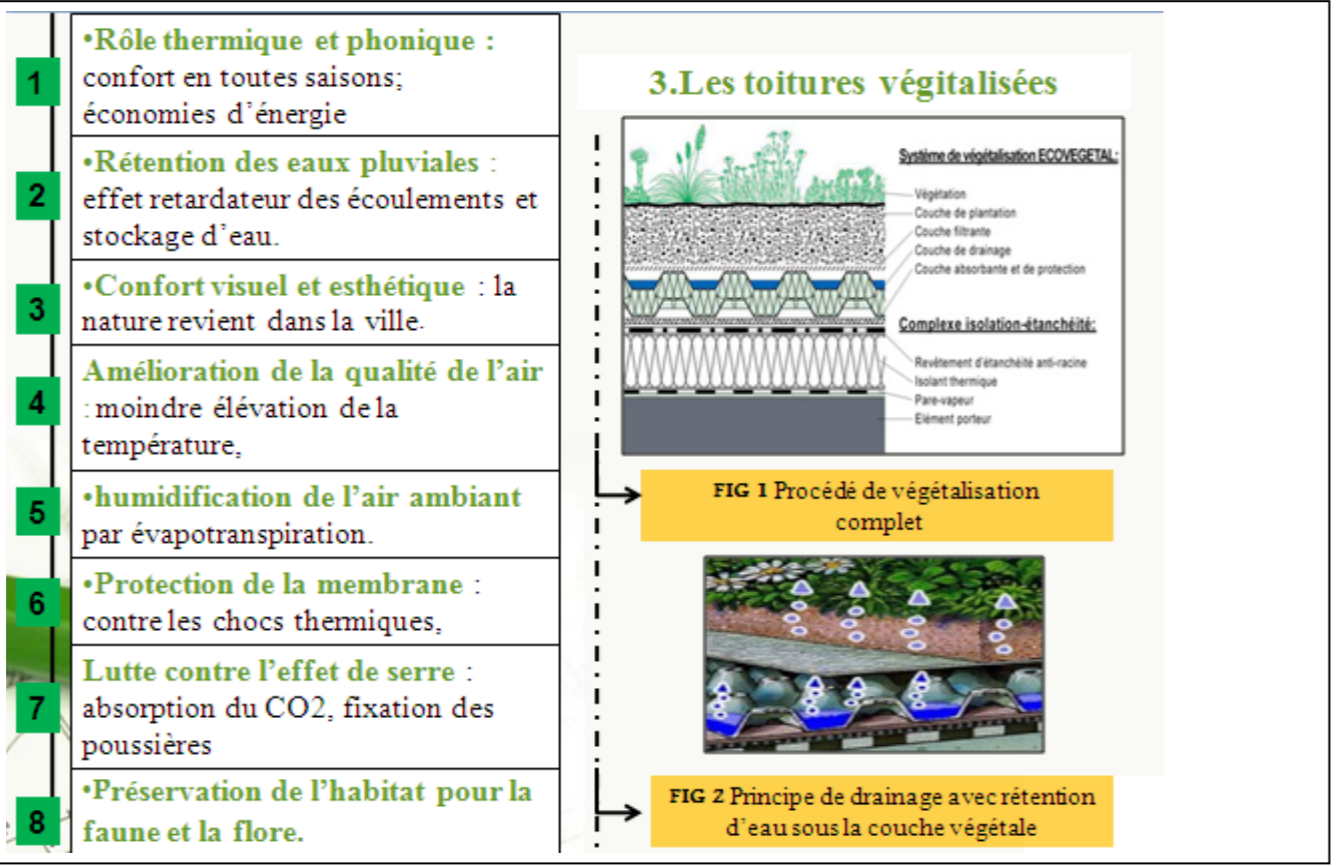 1
•Rôle thermique et phonique :
confort en toutes saisons;
économies d’énergie
2
•Rétention des eaux pluviales :
effet retardateur des écoulements et
stockage d’eau.
3
•Confort visuel et esthétique : la
nature revient dans la ville.
4
Amélioration de la qualité de l’air
: moindre élévation de la
température,
5
•humidification de l’air ambiant
par évapotranspiration.
6
•Protection de la membrane :
contre les chocs thermiques,
7
Lutte contre l’effet de serre :
absorption du CO2, fixation des
poussières
8
•Préservation de l’habitat pour la
faune et la flore.
3.Les toitures végitalisées
Système de végétalisation ECOVEGETAL:
Végétation
Couche de plantation
Couche filtrante
Couche de drainage
Couche absorbante et de protection
Complexe isolation-étanchéité:
Revêtement d'étanchéité anti-racine
Isolant thermique
Pare-vapeur
Elément porteur
FIG 1 Procédé de végétalisation
complet
FIG 2 Principe de drainage avec rétention
d’eau sous la couche végétale